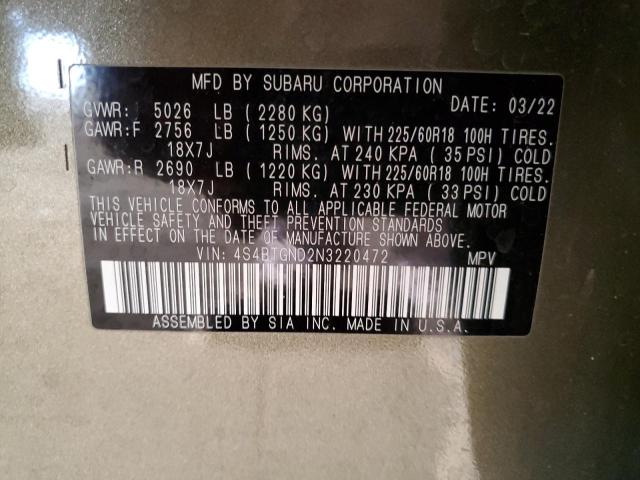 MFD BY SUBARU CORPORATION
DATE: 03/22
GVWR: 5026 LB (2280 KG)
GAWR:F 2756 LB (1250 KG) WITH 225/60R18 100H TIRES.
18X7J RIMS. AT 240 KPA (35 PSI) COLD
GAWR:R 2690 LB (1220 KG) WITH 225/60R18 100H TIRES.
18X7J RIMS. AT 230 KPA (33 PSI) COLD
THIS VEHICLE CONFORMS TO ALL APPLICABLE FEDERAL MOTOR
VEHICLE SAFETY AND THEFT PREVENTION STANDARDS
IN EFFECT ON THE DATE OF MANUFACTURE SHOWN ABOVE.
VIN: 4S4BTGND2N3220472 MPV
ASSEMBLED BY SIA INC. MADE IN U.S.A.